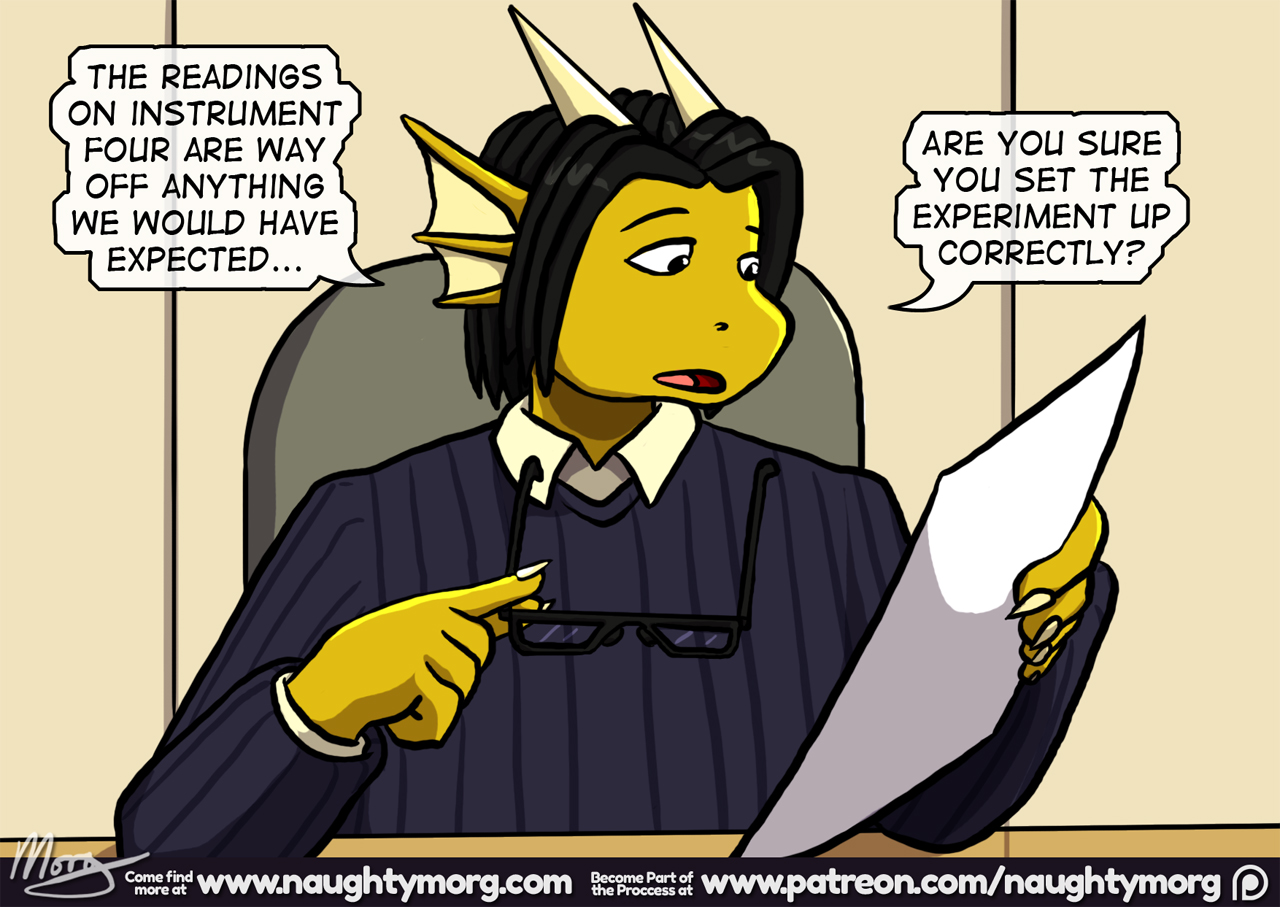 THE READINGS
ON INSTRUMENT
FOUR ARE WAY
OFF ANYTHING
WE WOULD HAVE
EXPECTED...
ARE YOU SURE
YOU SET THE
EXPERIMENT UP
CORRECTLY?
Morg
Come find
more at
www.naughtymorg.com
Become Part of
the Proccess at
www.patreon.com/naughtymorg